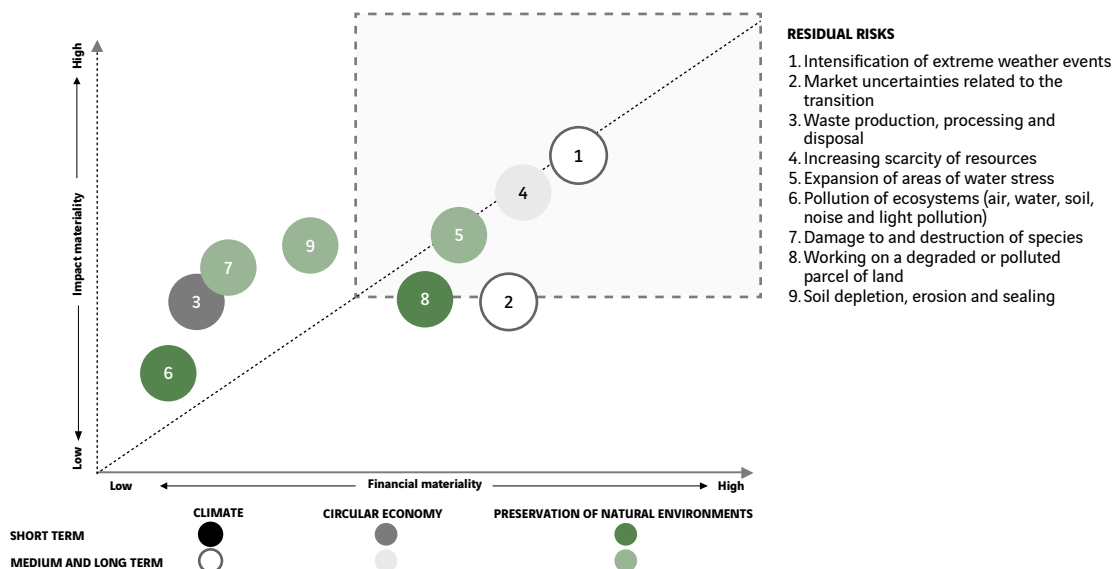 RESIDUAL RISKS
1. Intensification of extreme weather events
2. Market uncertainties related to the
transition
3. Waste production, processing and
disposal
4. Increasing scarcity of resources
5. Expansion of areas of water stress
6. Pollution of ecosystems (air, water, soil,
noise and light pollution)
7. Damage to and destruction of species
8. Working on a degraded or polluted
parcel of land
9. Soil depletion, erosion and sealing
High
Impact materiality
Low
1
4
5
9
7
3
8
2
6
Low
Financial materiality
High
CLIMATE
CIRCULAR ECONOMY
PRESERVATION OF NATURAL ENVIRONMENTS
SHORT TERM
MEDIUM AND LONG TERM